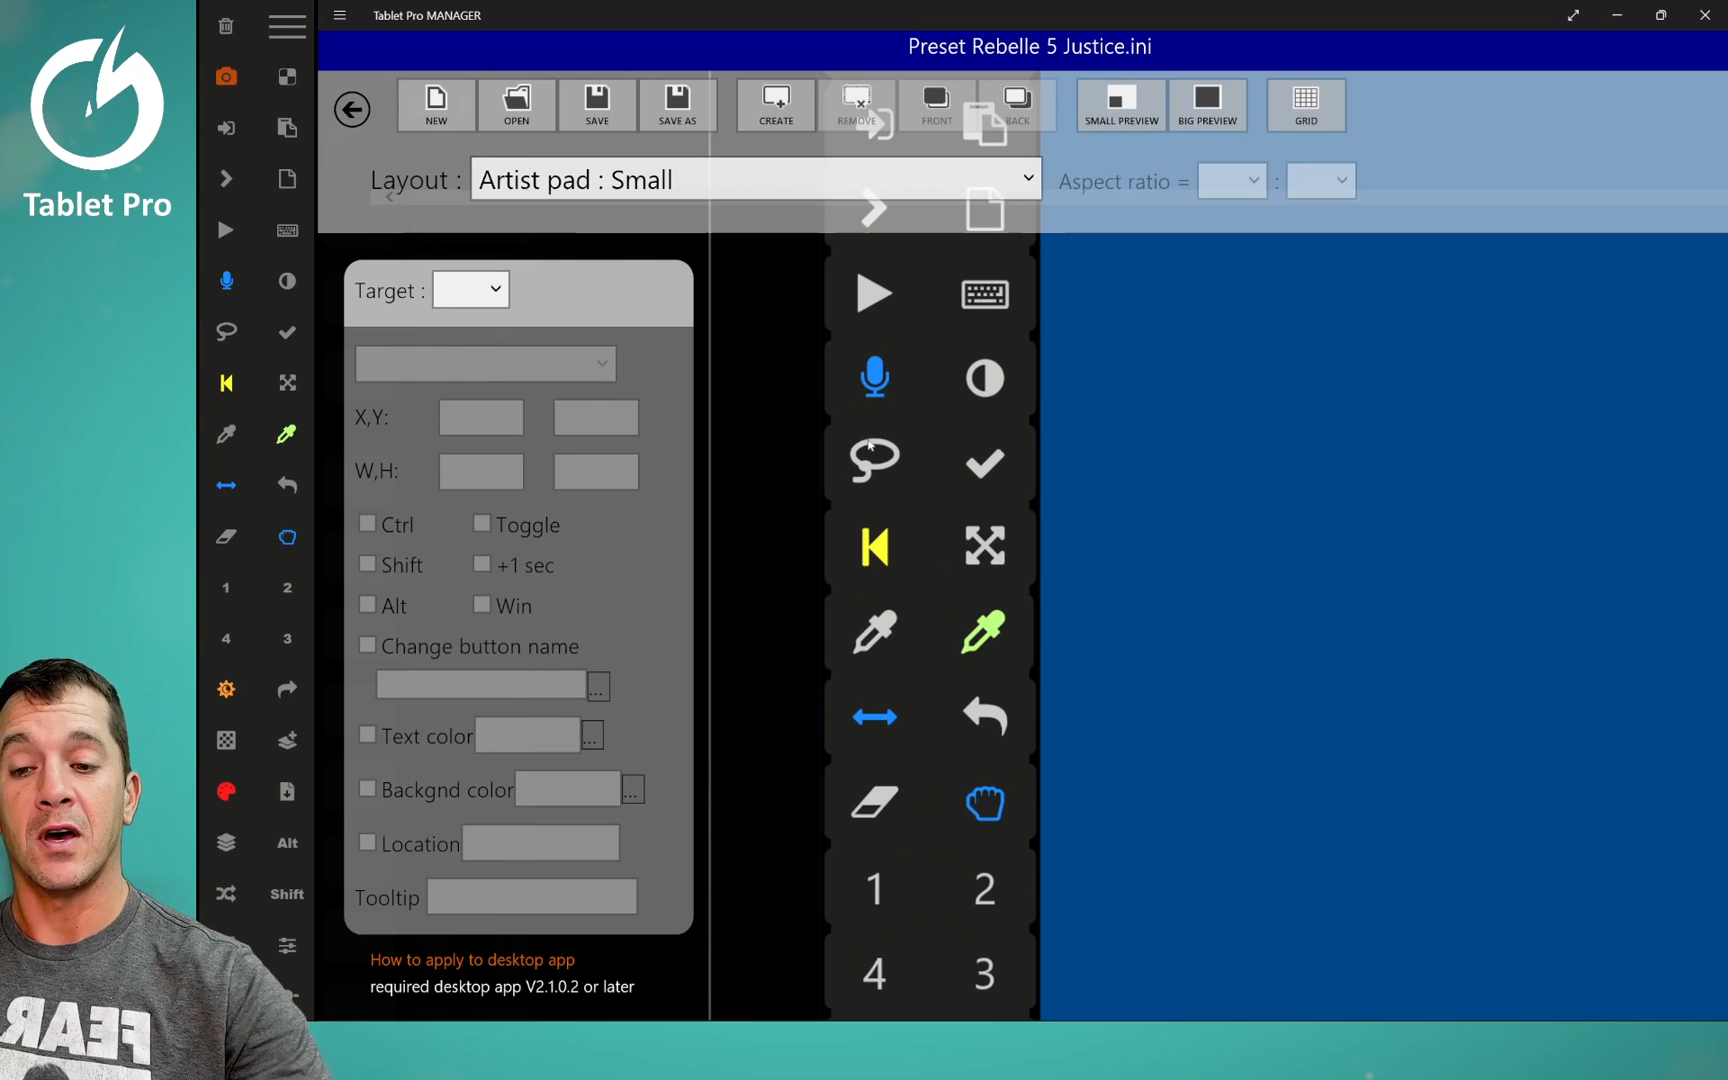 Tablet Pro
Tablet Pro MANAGER
Preset Rebelle 5 Justice.ini
NEW
OPEN
SAVE
SAVE AS
CREATE
REMOVE
FRONT
BACK
SMALL PREVIEW
BIG PREVIEW
GRID
Layout : Artist pad : Small
Aspect ratio = :
Target :
X,Y:
W,H:
Ctrl Toggle
Shift +1 sec
Alt Win
Change button name
...
Text color ...
Backgnd color ...
Location
Tooltip
How to apply to desktop app
required desktop app V2.1.0.2 or later
1 2
4 3
Alt
Shift
1 2
4 3
FEAR